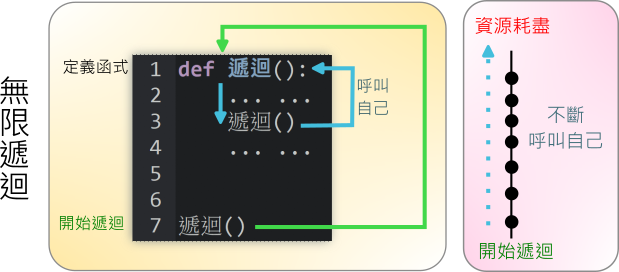 無限遞迴
定義函式
1 def 遞迴():
2 ... ...
3 遞迴()
4 ... ...
5
6
7 遞迴()
呼叫
自己
開始遞迴
資源耗盡
不斷
呼叫自己
開始遞迴